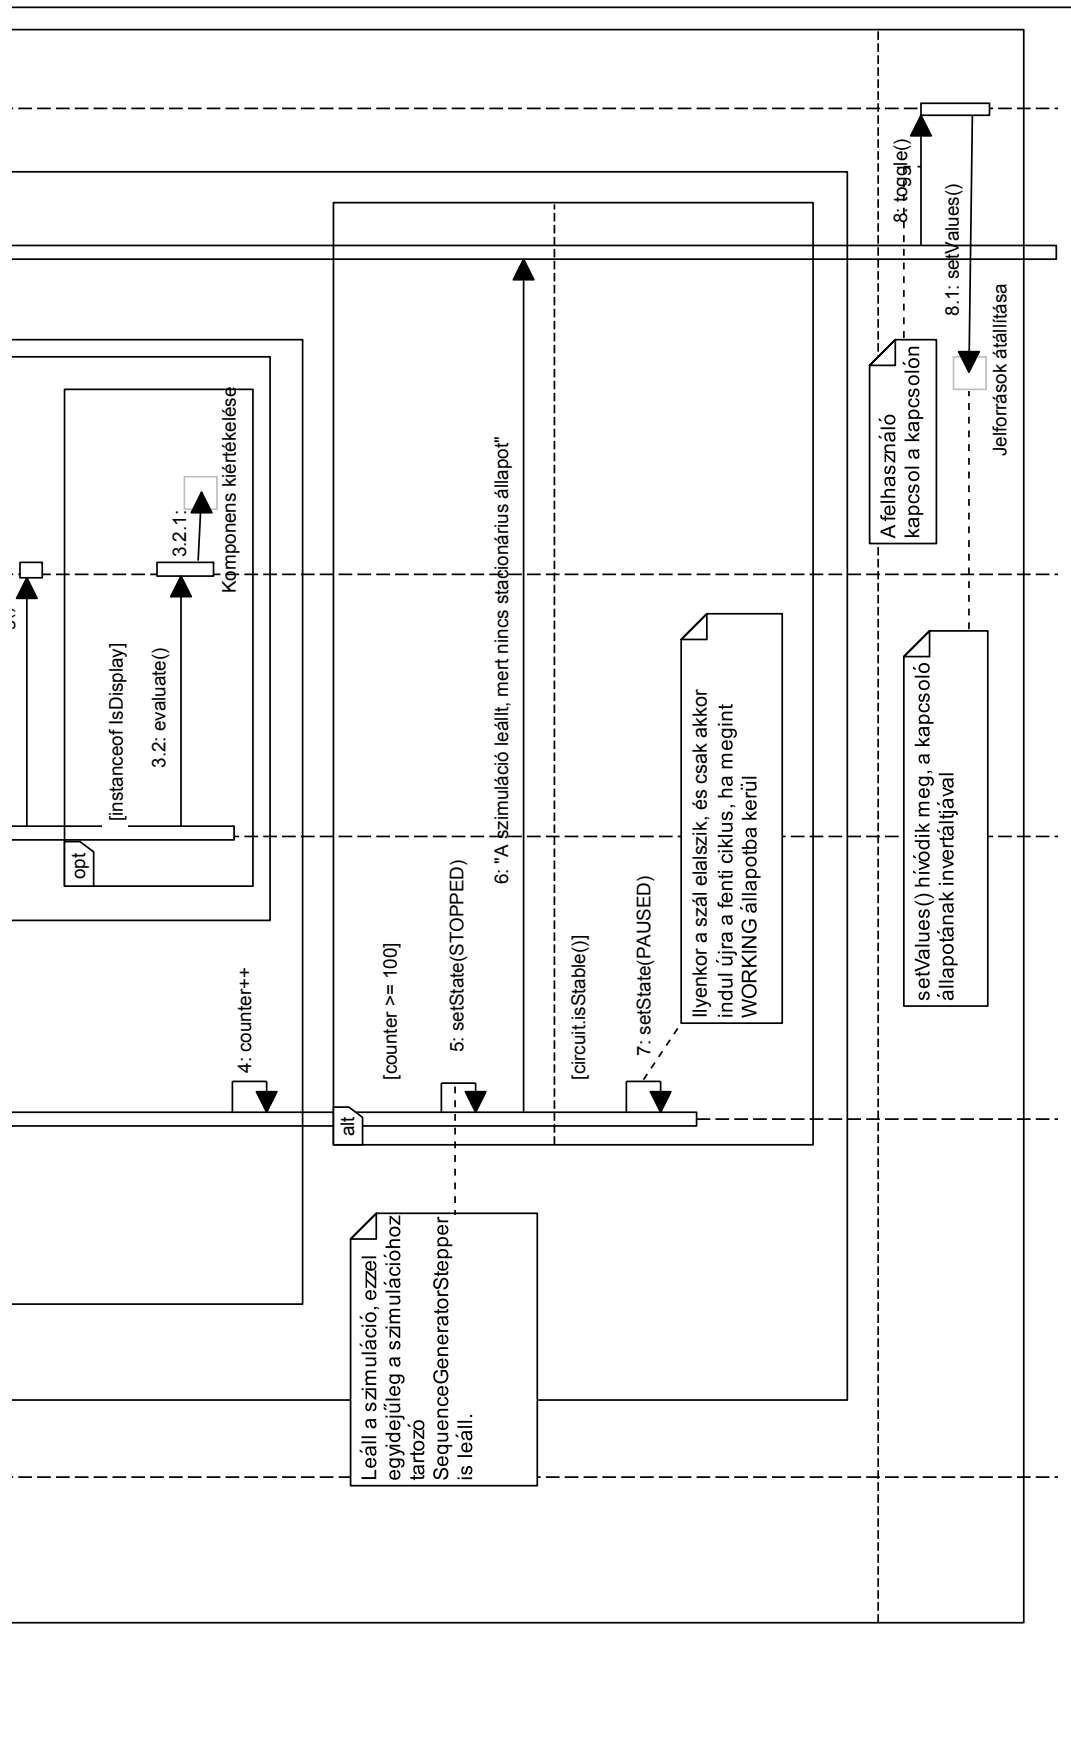 [instanceof IsDisplay]
3.2: evaluate()
3.2.1:
Komponens kiértékelése
opt
4: counter++
alt
[counter >= 100]
5: setState(STOPPED)
Leáll a szimuláció, ezzel
egyidejűleg a szimulációhoz
tartozó
SequenceGeneratorStepper
is leáll.
6: "A szimuláció leállt, mert nincs stacionárius állapot"
[circuit.isStable()]
7: setState(PAUSED)
Ilyenkor a szál elalszik, és csak akkor
indul újra a fenti ciklus, ha megint
WORKING állapotba kerül
8: toggle()
A felhasználó
kapcsol a kapcsolón
8.1: setValues()
Jelforrások átállítása
setValues() hívódik meg, a kapcsoló
állapotának invertáltjával